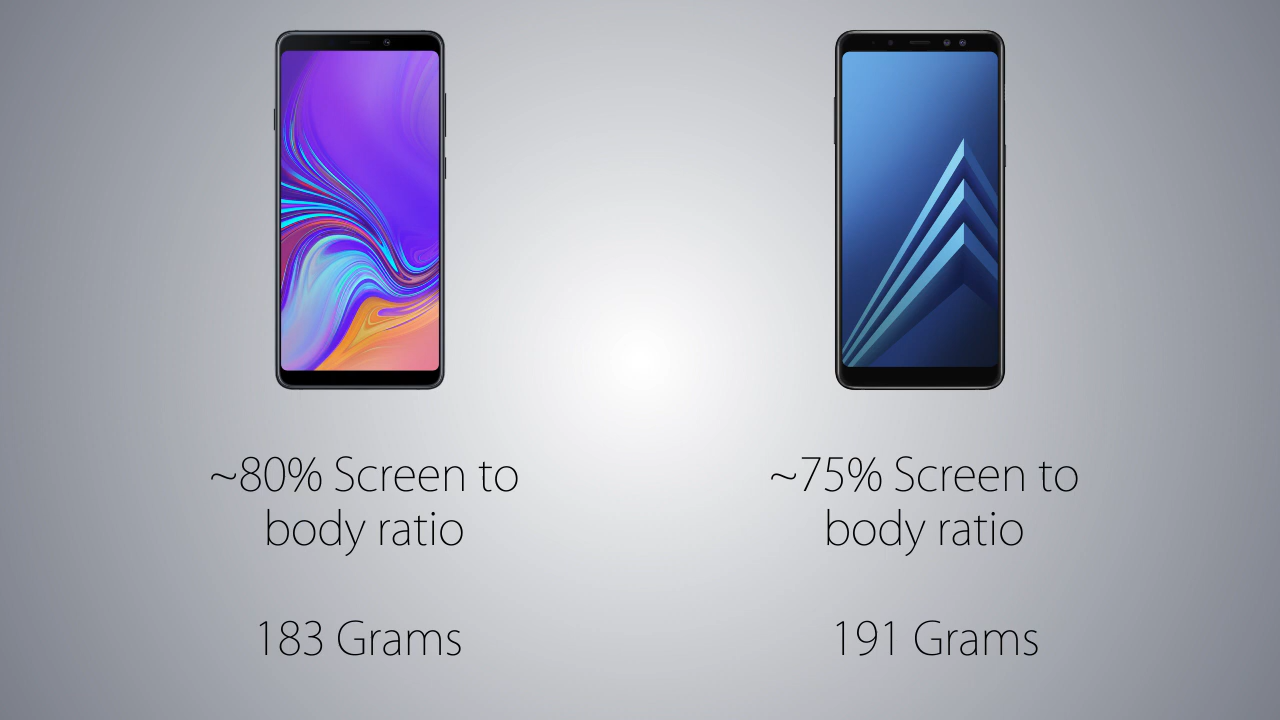 ~80% Screen to
body ratio
183 Grams
~75% Screen to
body ratio
191 Grams